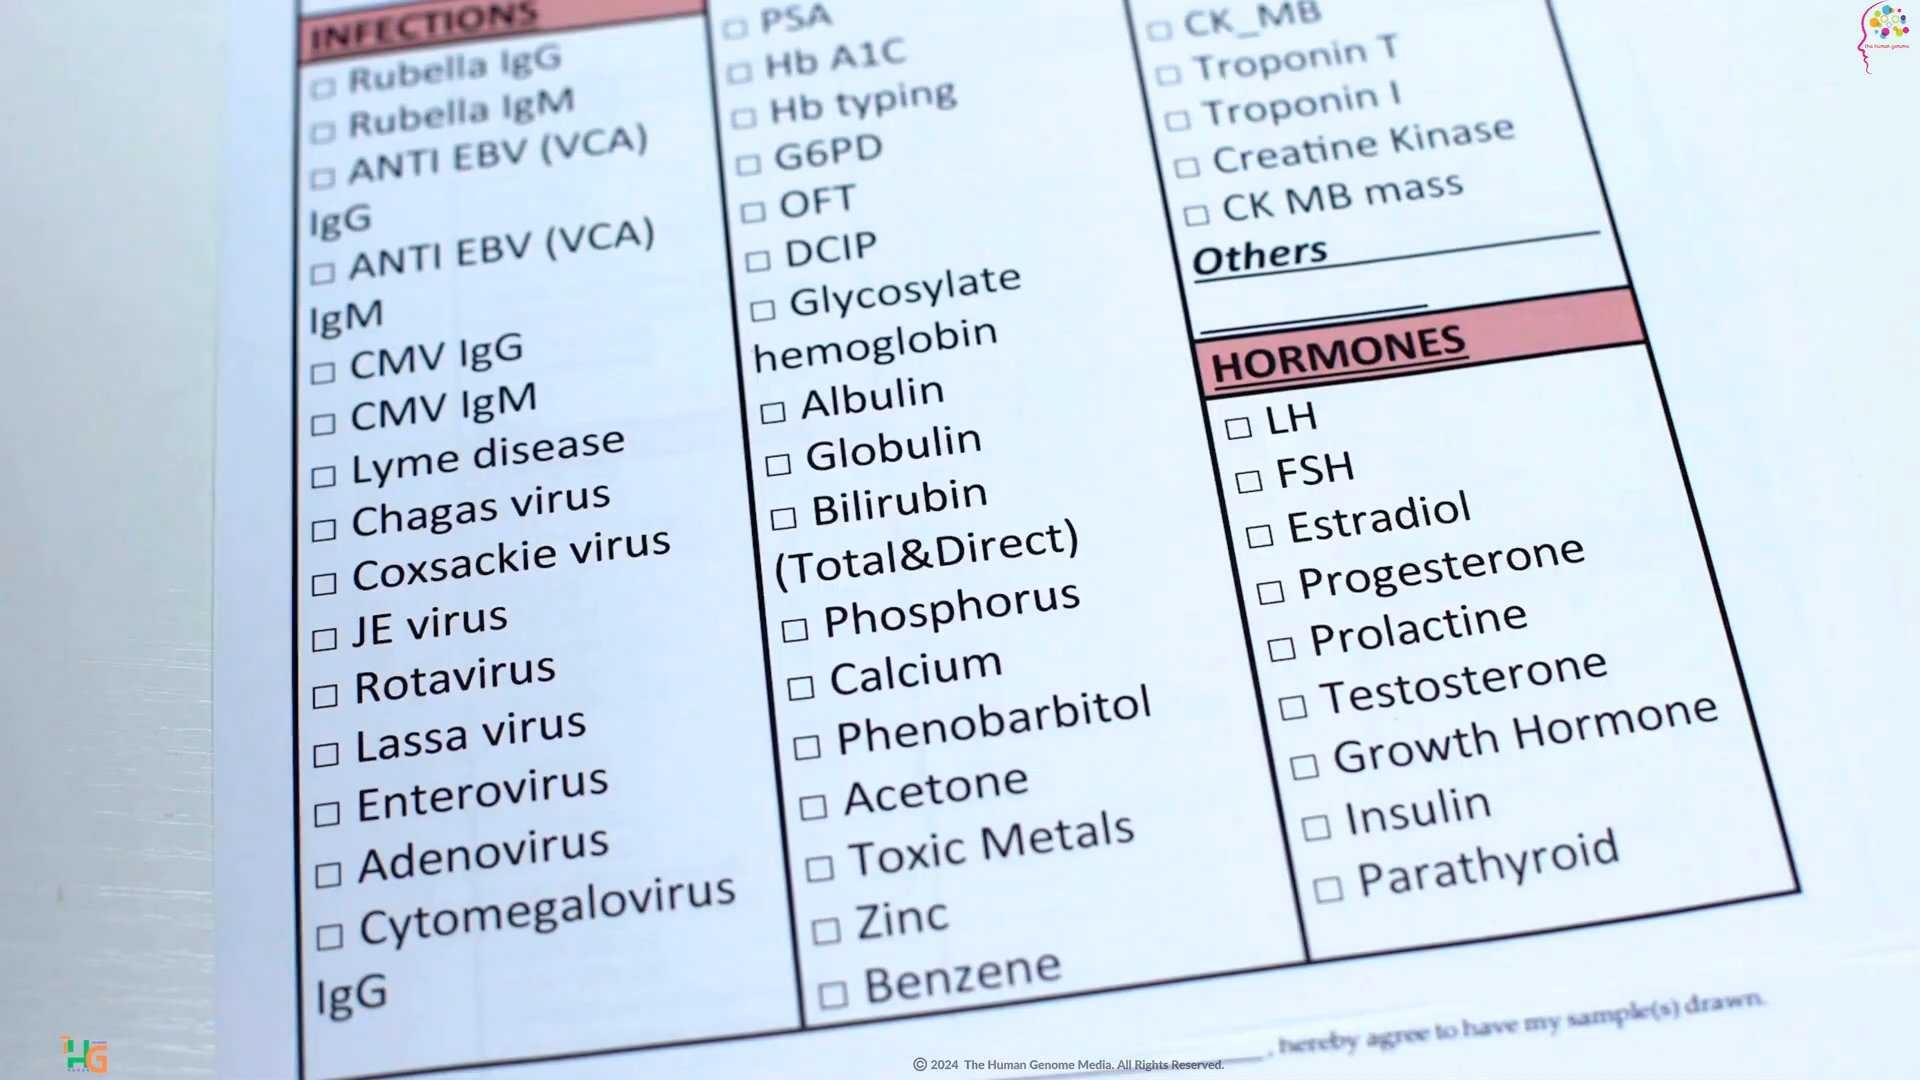 INFECTIONS
□ Rubella IgG
□ Rubella IgM
□ ANTI EBV (VCA)
IgG
□ ANTI EBV (VCA)
IgM
□ CMV IgG
□ CMV IgM
□ Lyme disease
□ Chagas virus
□ Coxsackie virus
□ JE virus
□ Rotavirus
□ Lassa virus
□ Enterovirus
□ Adenovirus
□ Cytomegalovirus
IgG
□ PSA
□ Hb A1C
□ Hb typing
□ G6PD
□ OFT
□ DCIP
□ Glycosylate
hemoglobin
□ Albulin
□ Globulin
□ Bilirubin
(Total&Direct)
□ Phosphorus
□ Calcium
□ Phenobarbitol
□ Acetone
□ Toxic Metals
□ Zinc
□ Benzene
□ CK_MB
□ Troponin T
□ Troponin I
□ Creatine Kinase
□ CK MB mass
Others
HORMONES
□ LH
□ FSH
□ Estradiol
□ Progesterone
□ Prolactine
□ Testosterone
□ Growth Hormone
□ Insulin
□ Parathyroid
, hereby agree to have my sample(s) drawn.
the human genome
THG
© 2024 The Human Genome Media. All Rights Reserved.